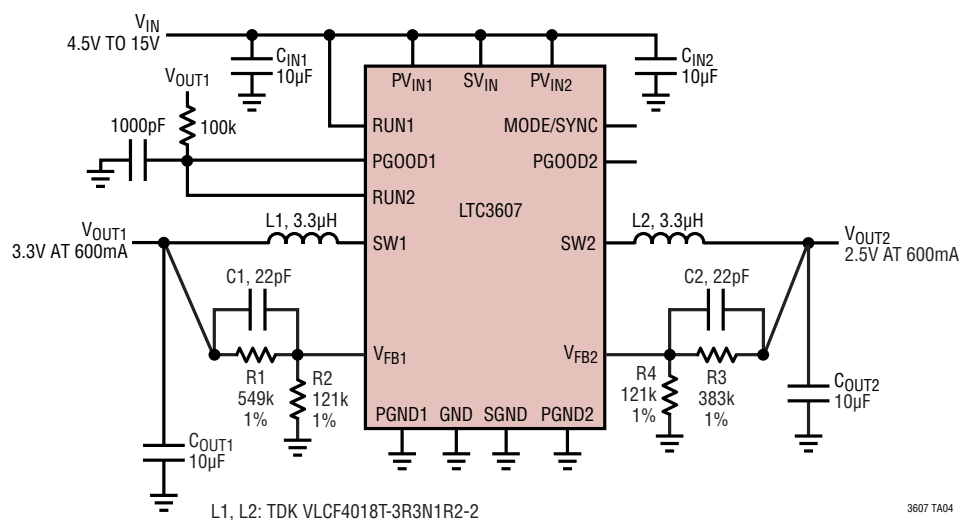 VIN
4.5V TO 15V
CIN1
10µF
CIN2
10µF
VOUT1
PVIN1
SVIN
PVIN2
1000pF
100k
RUN1
MODE/SYNC
PGOOD1
PGOOD2
RUN2
LTC3607
VOUT1
3.3V AT 600mA
L1, 3.3µH
SW1
SW2
L2, 3.3µH
VOUT2
2.5V AT 600mA
C1, 22pF
C2, 22pF
VFB1
VFB2
R1
549k
1%
R2
121k
1%
R4
121k
1%
R3
383k
1%
COUT2
10µF
PGND1
GND
SGND
PGND2
COUT1
10µF
L1, L2: TDK VLCF4018T-3R3N1R2-2
3607 TA04